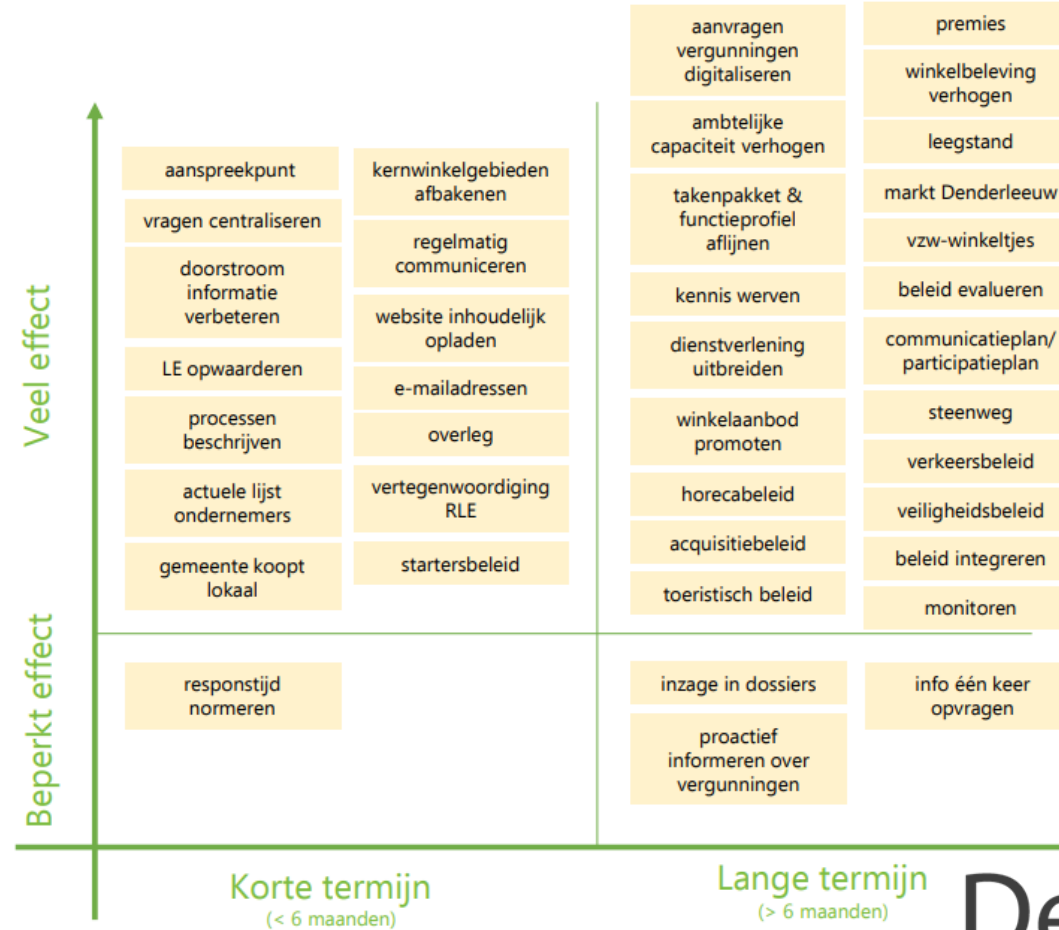 Veel effect
Beperkt effect
aanspreekpunt
vragen centraliseren
doorstroom
informatie
verbeteren
LE opwaarderen
processen
beschrijven
actuele lijst
ondernemers
gemeente koopt
lokaal
kernwinkelgebieden
afbakenen
regelmatig
communiceren
website inhoudelijk
opladen
e-mailadressen
overleg
vertegenwoordiging
RLE
startersbeleid
aanvragen
vergunningen
digitaliseren
ambtelijke
capaciteit verhogen
takenpakket &
functieprofiel
aflijnen
kennis werven
dienstverlening
uitbreiden
winkelaanbod
promoten
horecabeleid
acquisitiebeleid
toeristisch beleid
premies
winkelbeleving
verhogen
leegstand
markt Denderleeuw
vzw-winkeltjes
beleid evalueren
communicatieplan/
participatieplan
steenweg
verkeersbeleid
veiligheidsbeleid
beleid integreren
monitoren
responstijd
normeren
inzage in dossiers
proactief
informeren over
vergunningen
info één keer
opvragen
Korte termijn
(< 6 maanden)
Lange termijn
(> 6 maanden)
De